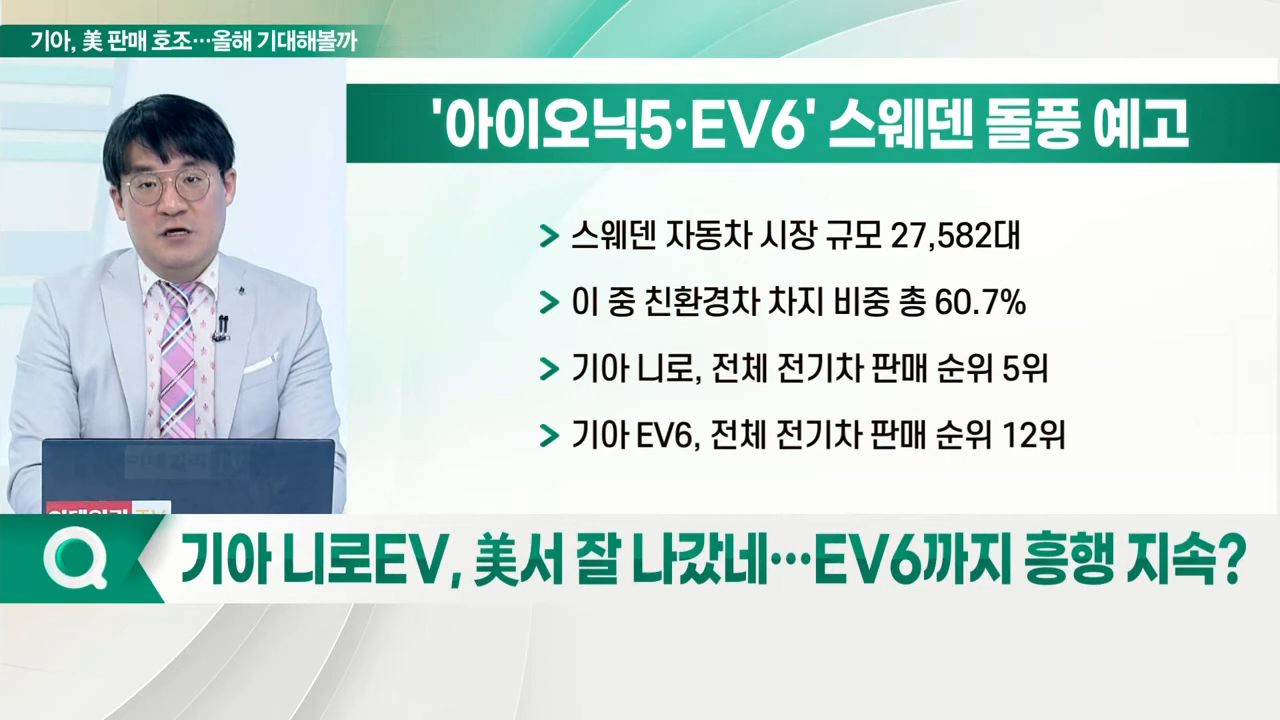 기아, 美 판매 호조…올해 기대해볼까
'아이오닉5·EV6' 스웨덴 돌풍 예고
> 스웨덴 자동차 시장 규모 27,582대
> 이 중 친환경차 차지 비중 총 60.7%
> 기아 니로, 전체 전기차 판매 순위 5위
> 기아 EV6, 전체 전기차 판매 순위 12위
이데일리 TV
Q 기아 니로EV, 美서 잘 나갔네…EV6까지 흥행 지속?